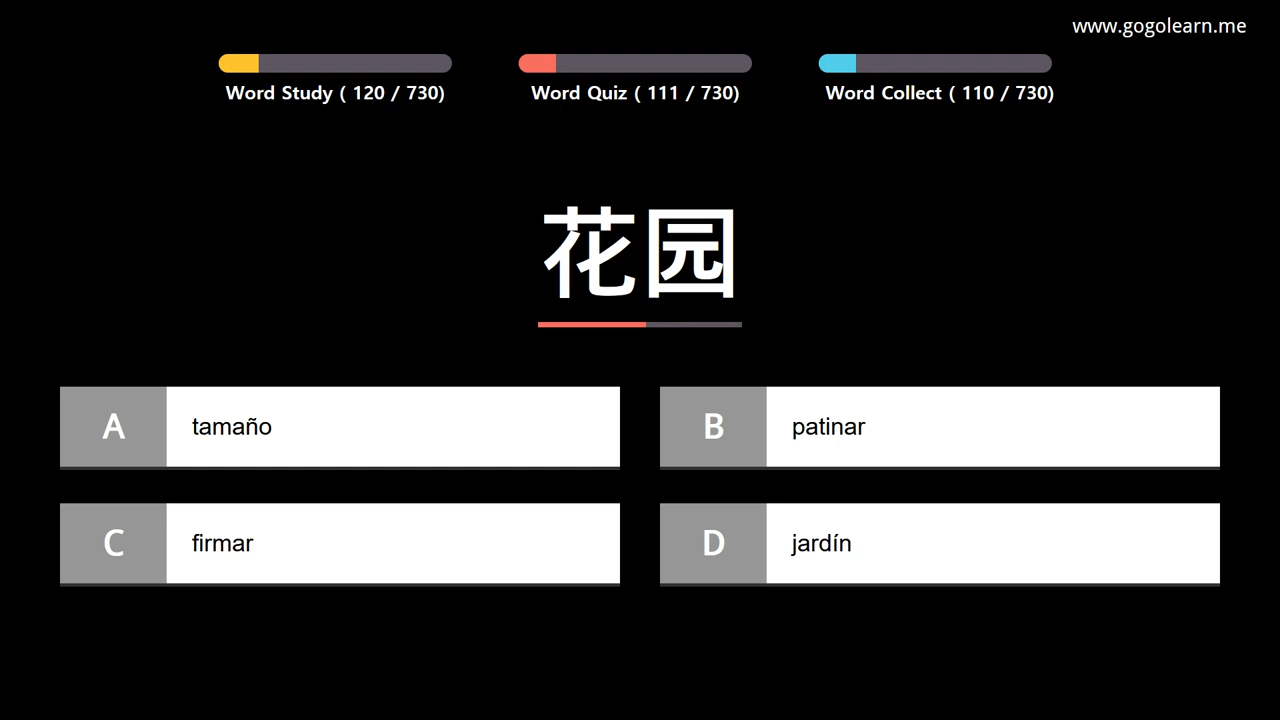 www.gogolearn.me
Word Study ( 120 / 730)
Word Quiz ( 111 / 730)
Word Collect ( 110 / 730)
花园
A tamaño
B patinar
C firmar
D jardín